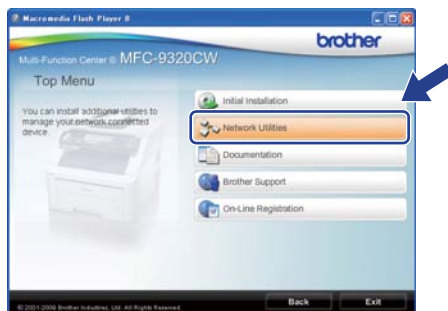 Macromedia Flash Player 8
brother
Multi-Function Center® MFC-9320CW
Top Menu
You can install additional utilities to
manage your network connected
device.
Initial Installation
Network Utilities
Documentation
Brother Support
On-Line Registration
© 2001-2008 Brother Industries, Ltd. All Rights Reserved
Back
Exit